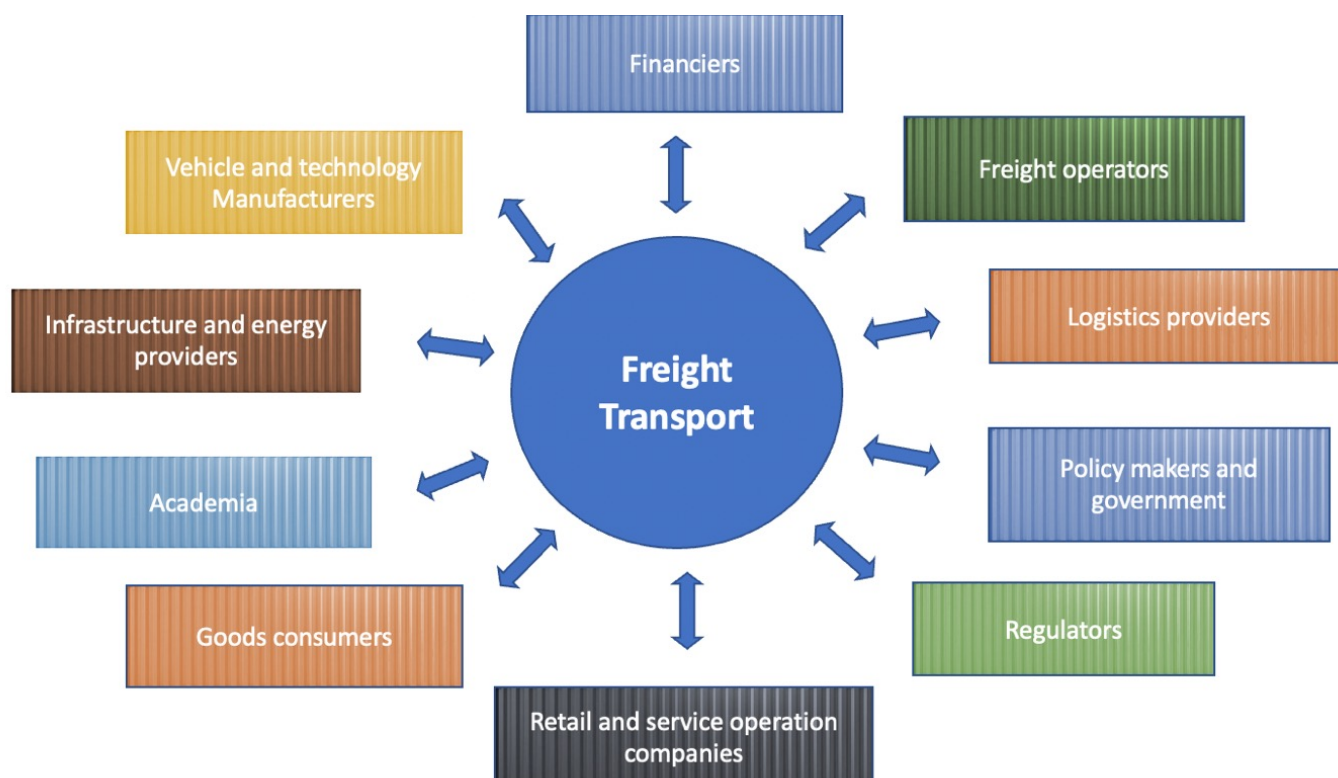 Financiers
Vehicle and technology
Manufacturers
Freight operators
Infrastructure and energy
providers
Logistics providers
Freight
Transport
Academia
Policy makers and
government
Goods consumers
Regulators
Retail and service operation
companies